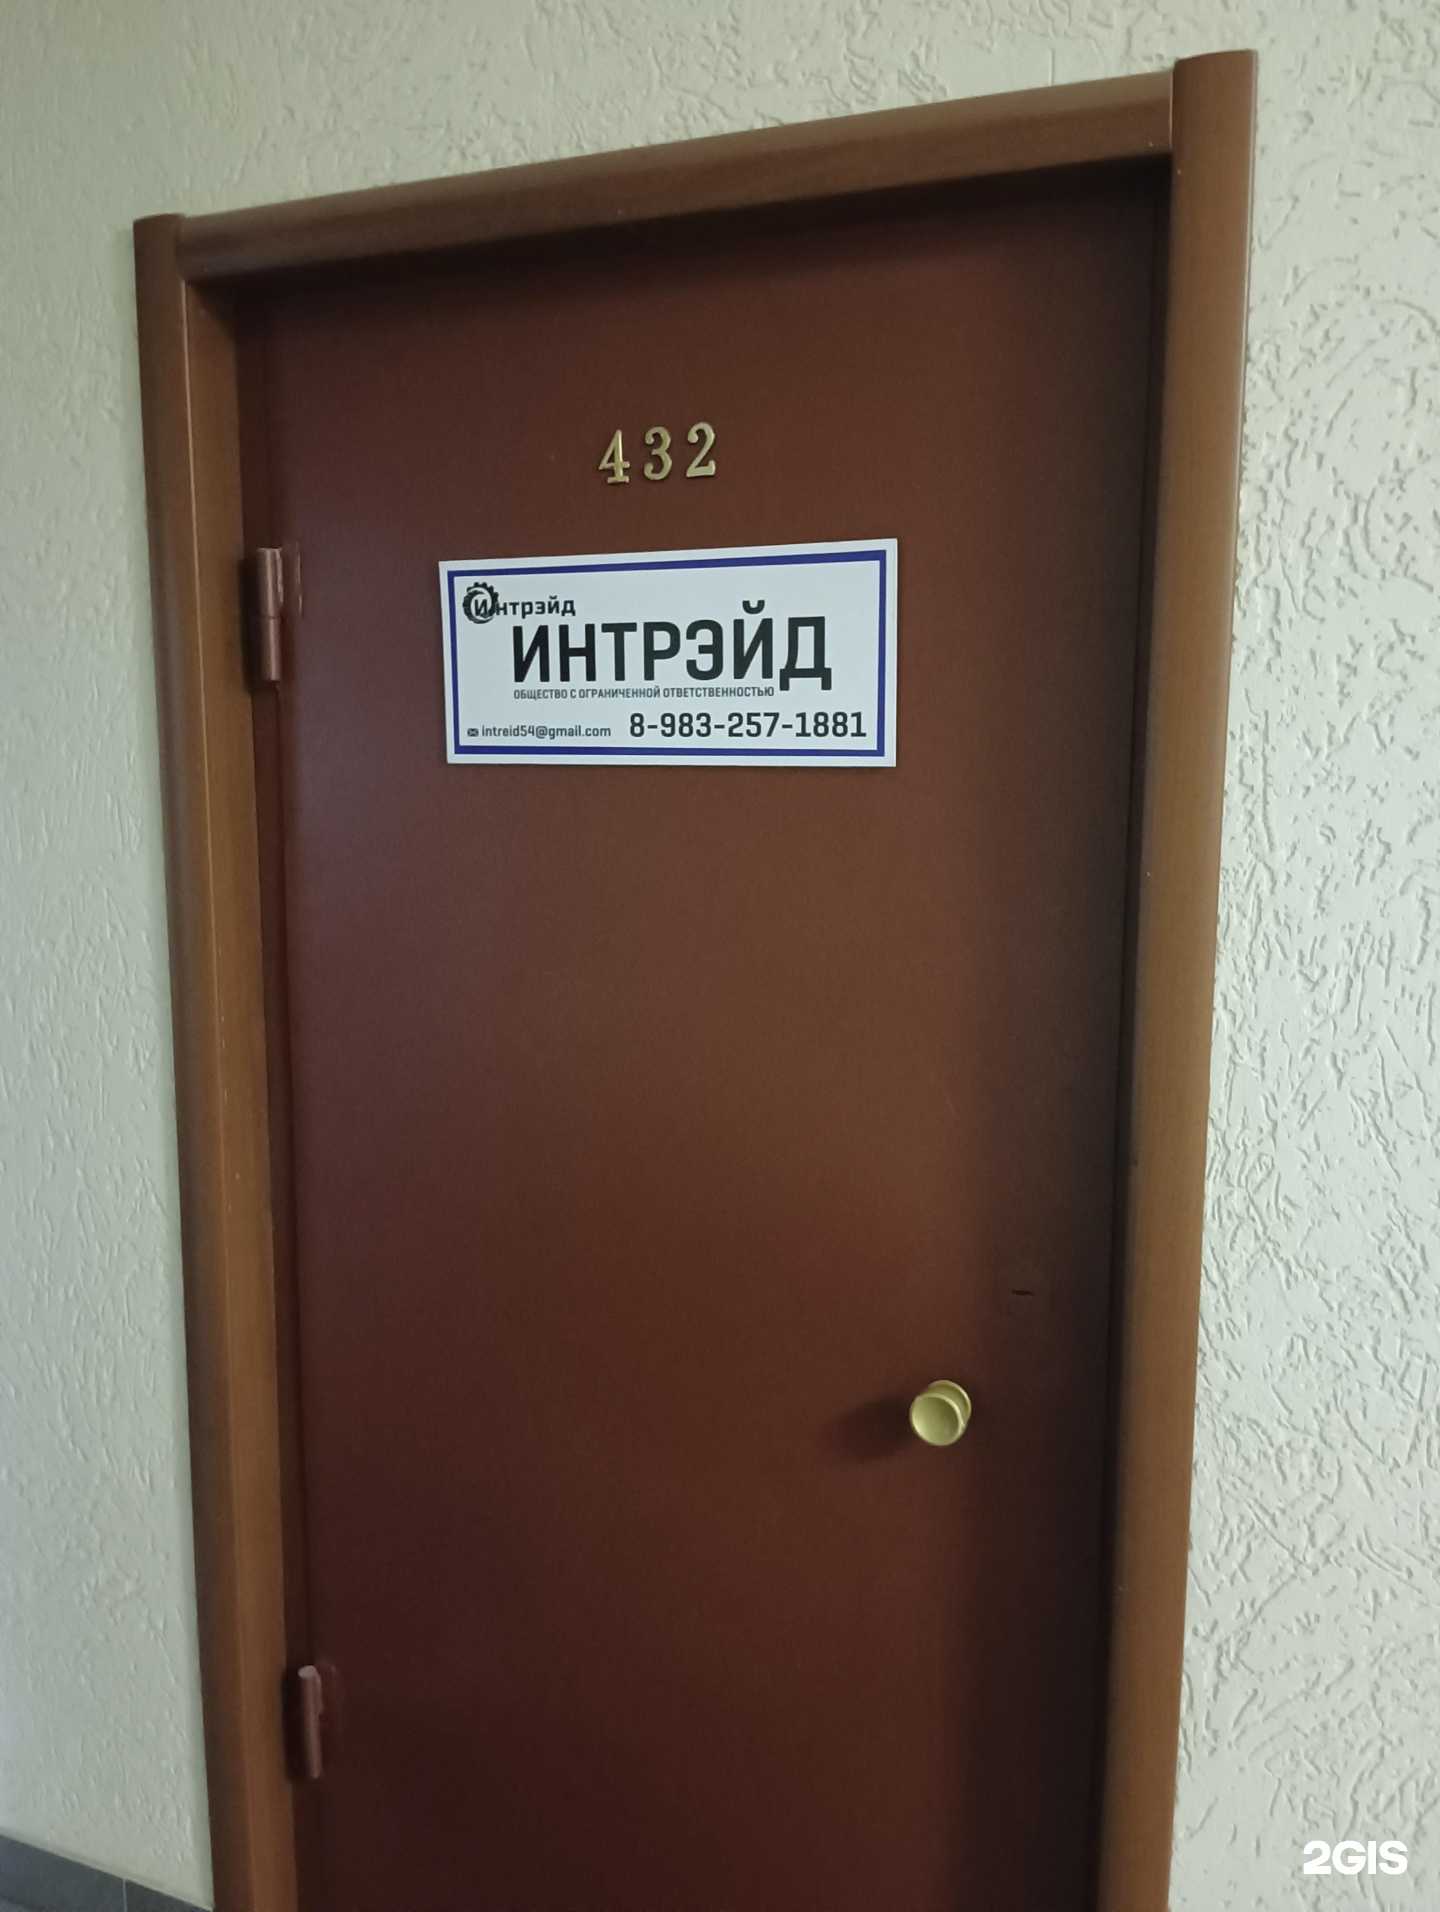 432
Интрэйд
ИНТРЭЙД
ОБЩЕСТВО С ОГРАНИЧЕННОЙ ОТВЕТСТВЕННОСТЬЮ
intreid54@gmail.com 8-983-257-1881
2GIS